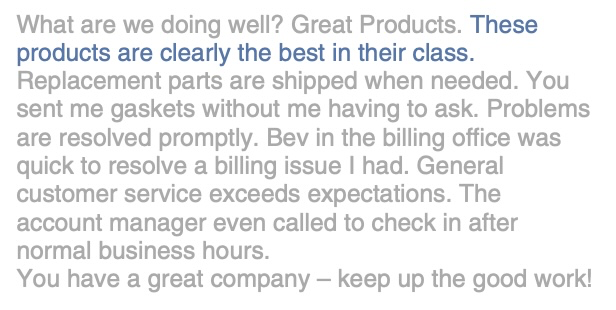 What are we doing well? Great Products. These
products are clearly the best in their class.
Replacement parts are shipped when needed. You
sent me gaskets without me having to ask. Problems
are resolved promptly. Bev in the billing office was
quick to resolve a billing issue I had. General
customer service exceeds expectations. The
account manager even called to check in after
normal business hours.
You have a great company – keep up the good work!